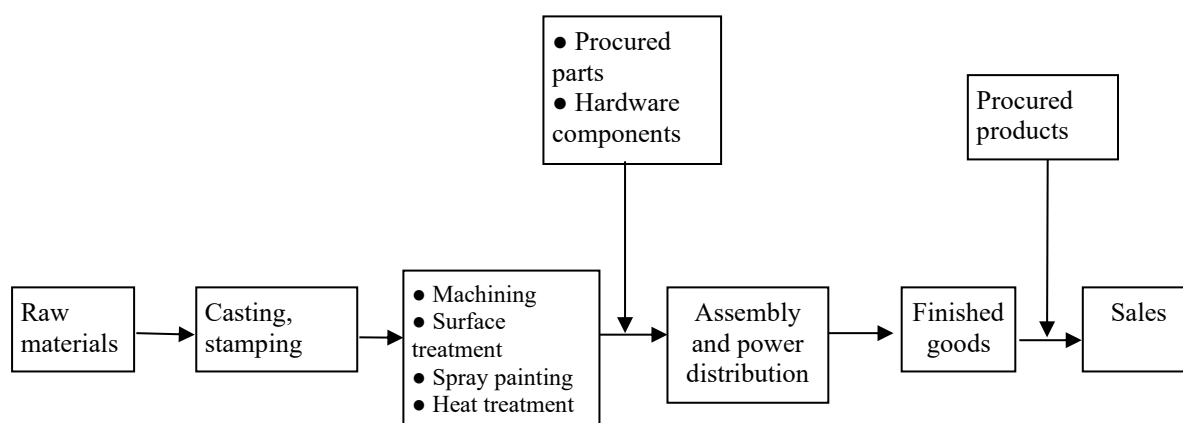 ● Procured
parts
● Hardware
components
Procured
products
Raw
materials
Casting,
stamping
● Machining
● Surface
treatment
● Spray painting
● Heat treatment
Assembly
and power
distribution
Finished
goods
Sales